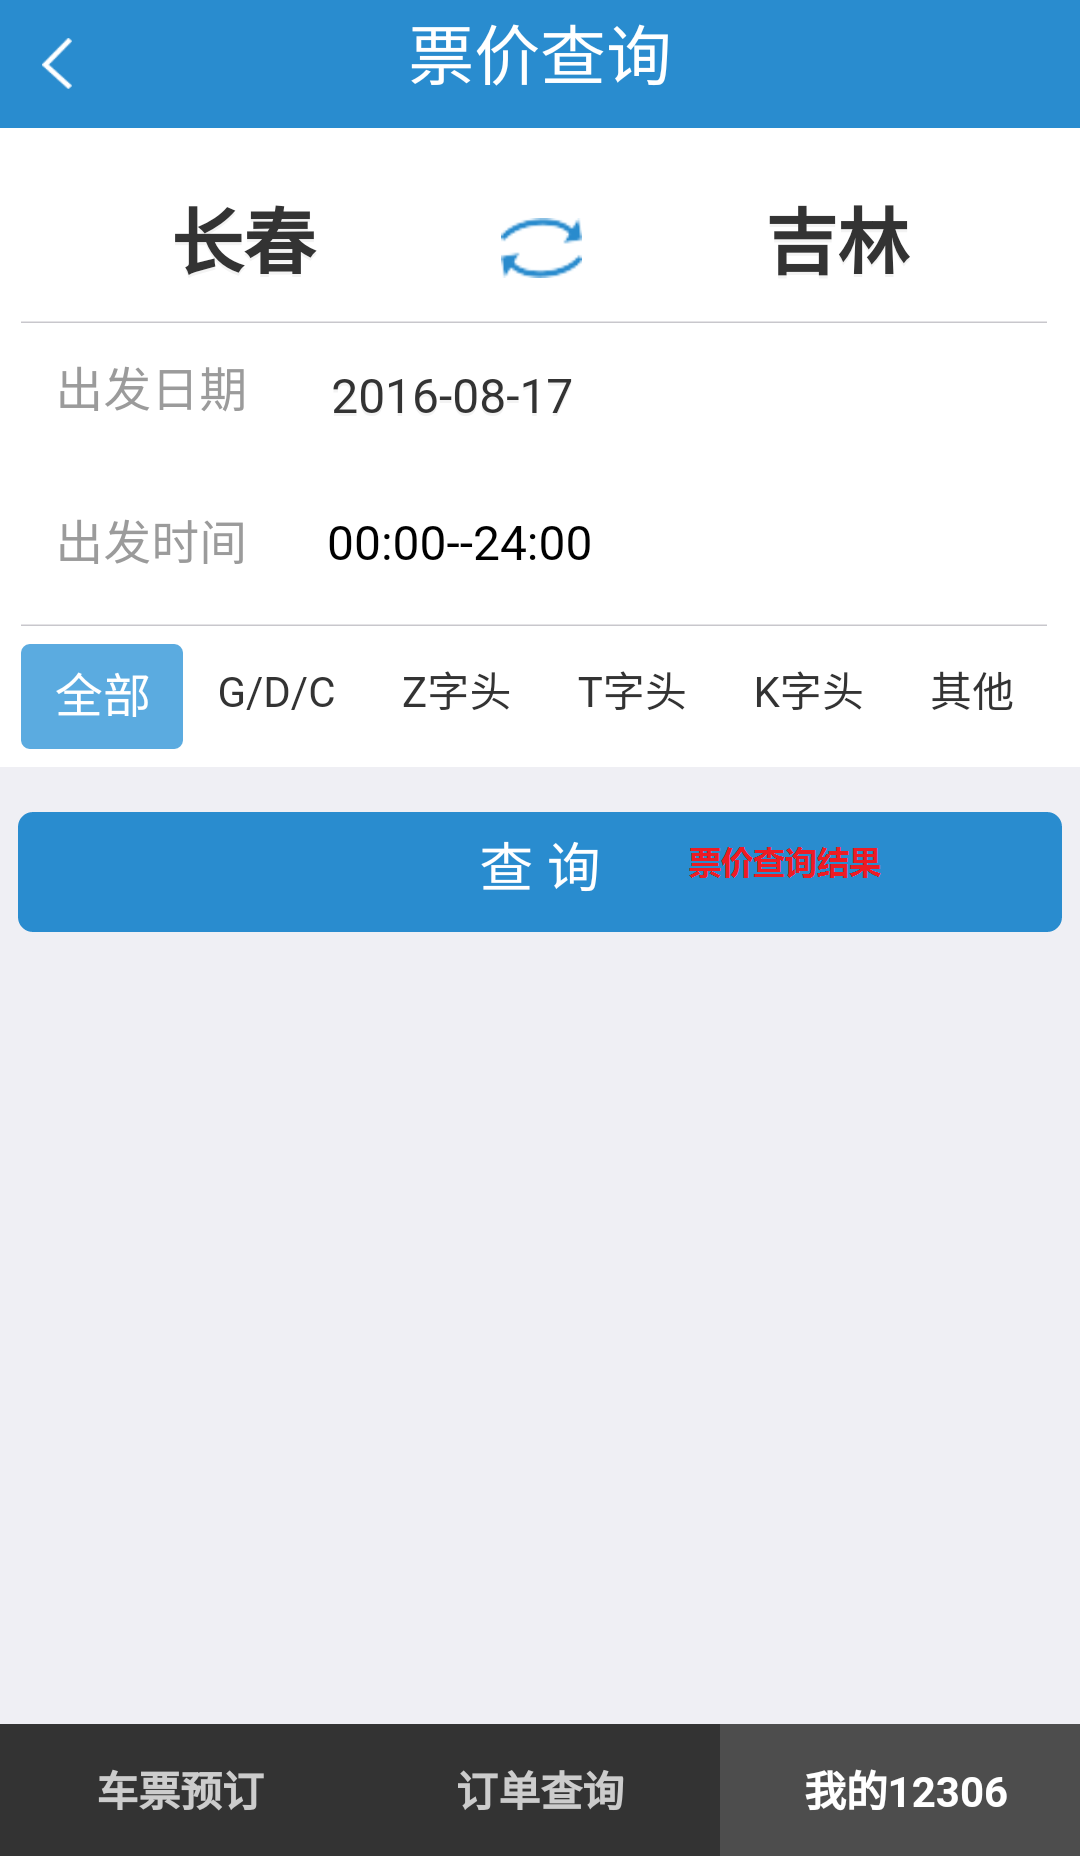 票价查询
长春 吉林
出发日期 2016-08-17
出发时间 00:00--24:00
全部 G/D/C Z字头 T字头 K字头 其他
查 询 票价查询结果
车票预订 订单查询 我的12306